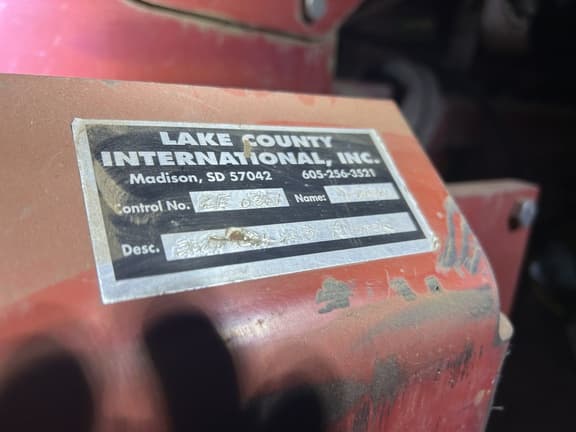 LAKE COUNTY
INTERNATIONAL, INC.
Madison, SD 57042 605-256-3521
Control No. Name:
Desc.